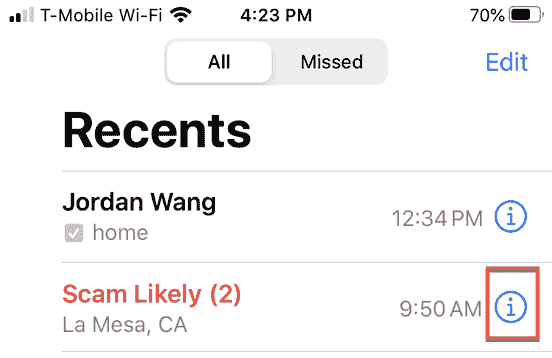 T-Mobile Wi-Fi 4:23 PM 70%
All Missed Edit
Recents
Jordan Wang
home
12:34 PM
Scam Likely (2)
La Mesa, CA
9:50 AM